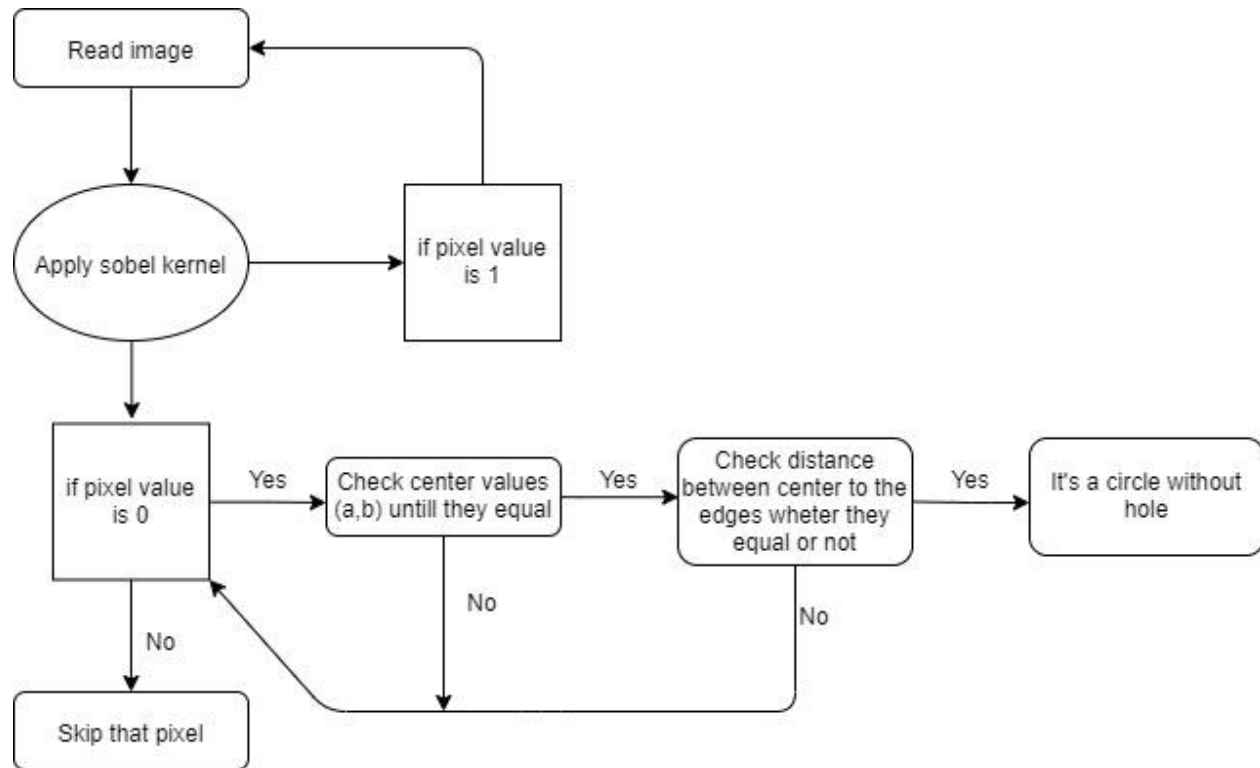 Read image
Apply sobel kernel
if pixel value
is 1
if pixel value
is 0
Yes
Check center values
(a,b) untill they equal
Yes
Check distance
between center to the
edges wheter they
equal or not
Yes
It's a circle without
hole
No
No
No
Skip that pixel